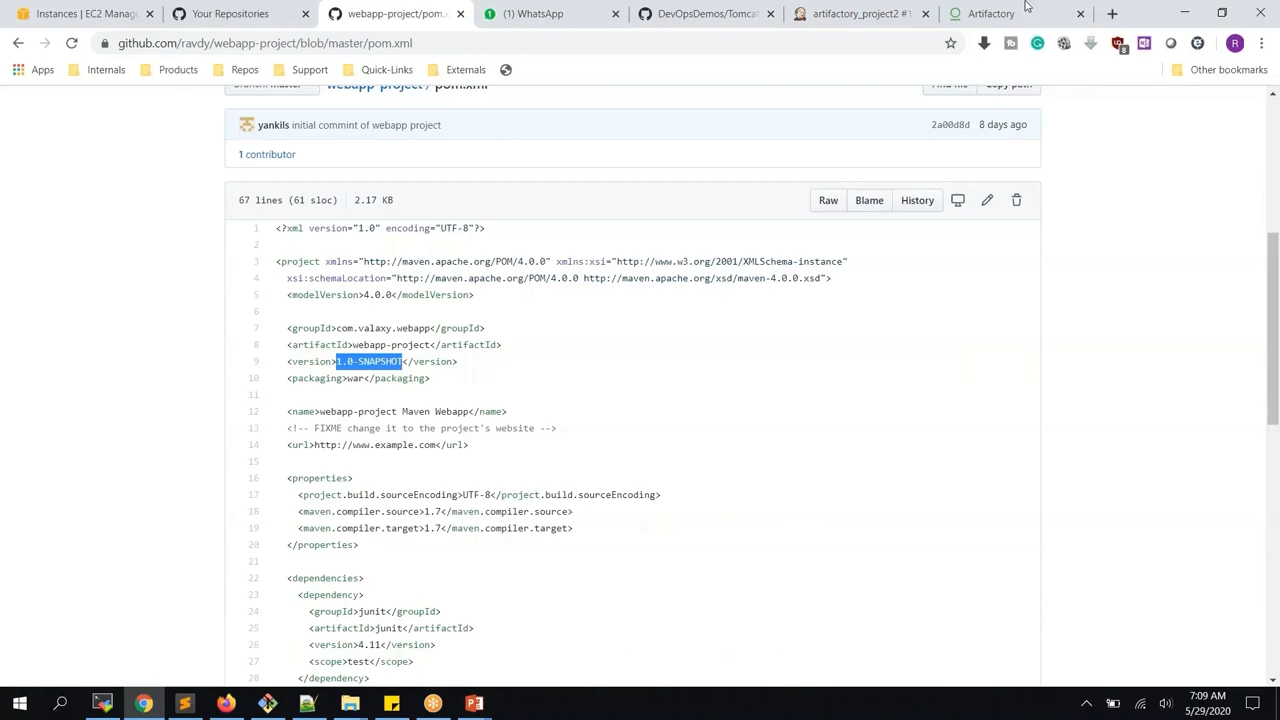 Instances | EC2 Manag
Your Repositories
webapp-project/pom.x
(1) WhatsApp
DevOpsDemos/Tomcat
artifactory_project2 #1
Artifactory
github.com/ravdy/webapp-project/blob/master/pom.xml
8
R
Apps
Internals
Products
Repos
Support
Quick-Links
Externals
Other bookmarks
webapp-project / pom.xml
yankils initial commint of webapp project
2a00d8d 8 days ago
1 contributor
67 lines (61 sloc) 2.17 KB
Raw Blame History
1 <?xml version="1.0" encoding="UTF-8"?>
2
3 <project xmlns="http://maven.apache.org/POM/4.0.0" xmlns:xsi="http://www.w3.org/2001/XMLSchema-instance"
4 xsi:schemaLocation="http://maven.apache.org/POM/4.0.0 http://maven.apache.org/xsd/maven-4.0.0.xsd">
5 <modelVersion>4.0.0</modelVersion>
6
7 <groupId>com.valaxy.webapp</groupId>
8 <artifactId>webapp-project</artifactId>
9 <version>1.0-SNAPSHOT</version>
10 <packaging>war</packaging>
11
12 <name>webapp-project Maven Webapp</name>
13 <!-- FIXME change it to the project's website -->
14 <url>http://www.example.com</url>
15
16 <properties>
17 <project.build.sourceEncoding>UTF-8</project.build.sourceEncoding>
18 <maven.compiler.source>1.7</maven.compiler.source>
19 <maven.compiler.target>1.7</maven.compiler.target>
20 </properties>
21
22 <dependencies>
23 <dependency>
24 <groupId>junit</groupId>
25 <artifactId>junit</artifactId>
26 <version>4.11</version>
27 <scope>test</scope>
28 </dependency>
7:09 AM
5/29/2020